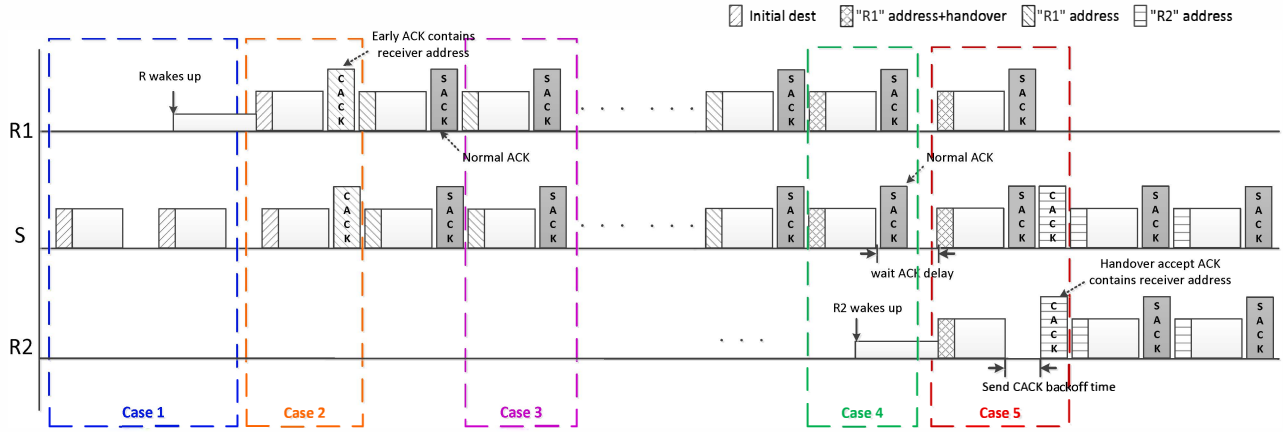 Initial dest
"R1" address+handover
"R1" address
"R2" address
Early ACK contains
receiver address
R wakes up
CACK
SACK
SACK
SACK
SACK
SACK
. . . . . . .
R1
Normal ACK
Normal ACK
CACK
SACK
SACK
SACK
SACK
SACK
CACK
SACK
SACK
. . . . . . .
S
wait ACK delay
Handover accept ACK
contains receiver address
R2 wakes up
CACK
SACK
SACK
. . .
R2
Send CACK backoff time
Case 1
Case 2
Case 3
Case 4
Case 5